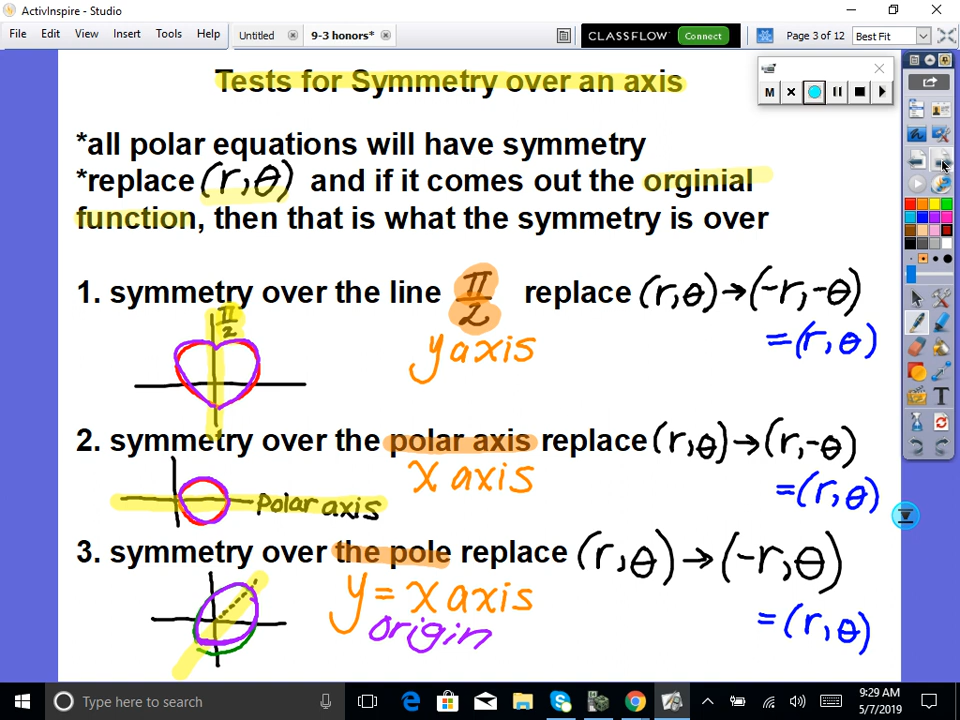 ActivInspire - Studio
File Edit View Insert Tools Help Untitled 9-3 honors* CLASSFLOW Connect Page 3 of 12 Best Fit
Tests for Symmetry over an axis
M
*all polar equations will have symmetry
*replace (r,θ) and if it comes out the orginial
function, then that is what the symmetry is over
1. symmetry over the line π/2 replace (r,θ)→(-r,-θ)
=(r,θ)
π/2
y axis
2. symmetry over the polar axis replace (r,θ)→(r,-θ)
x axis
=(r,θ)
Polar axis
3. symmetry over the pole replace (r,θ)→(-r,θ)
y=x axis
=(r,θ)
origin
Type here to search
9:29 AM
5/7/2019